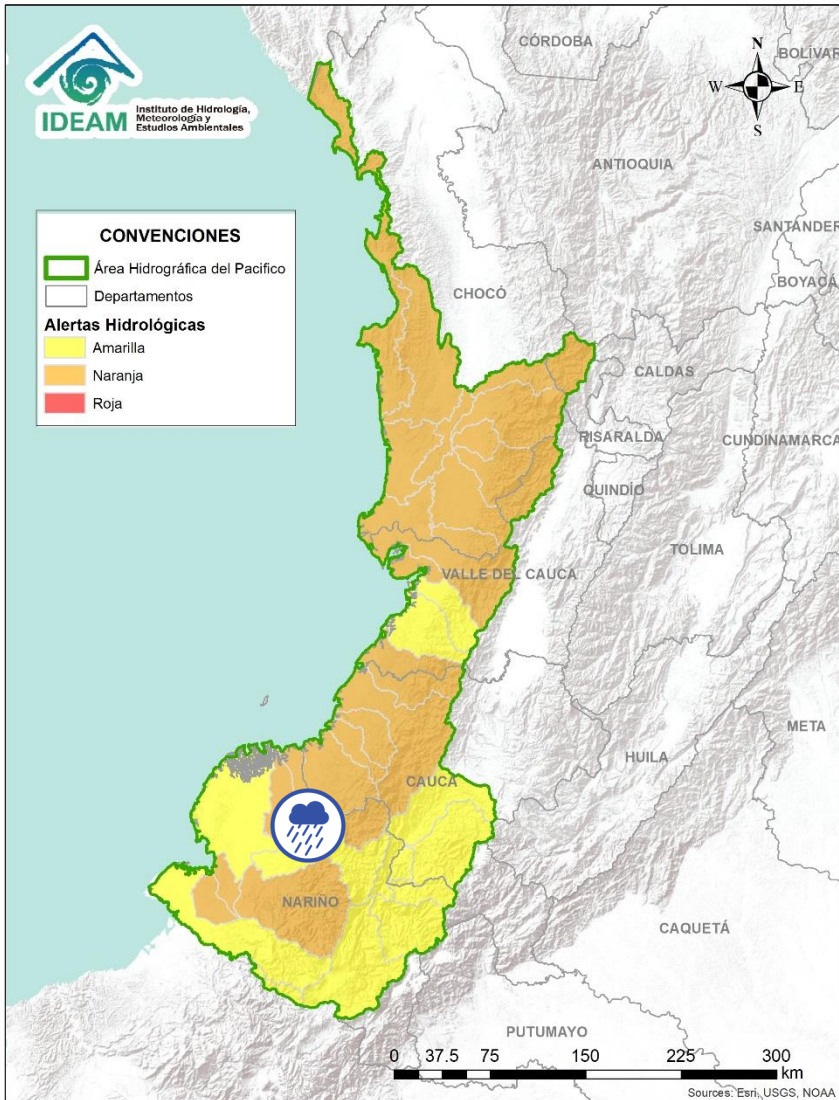 IDEAM
Instituto de Hidrología,
Meteorología y
Estudios Ambientales
N
W E
S
CÓRDOBA
BOLÍVAR
ANTIOQUIA
SANTANDER
BOYACÁ
CHOCÓ
CALDAS
RISARALDA
CUNDINAMARCA
QUINDÍO
TOLIMA
VALLE DEL CAUCA
META
HUILA
CAUCA
NARIÑO
CAQUETÁ
PUTUMAYO
CONVENCIONES
Área Hidrográfica del Pacifico
Departamentos
Alertas Hidrológicas
Amarilla
Naranja
Roja
0 37.5 75 150 225 300
km
Sources: Esri, USGS, NOAA